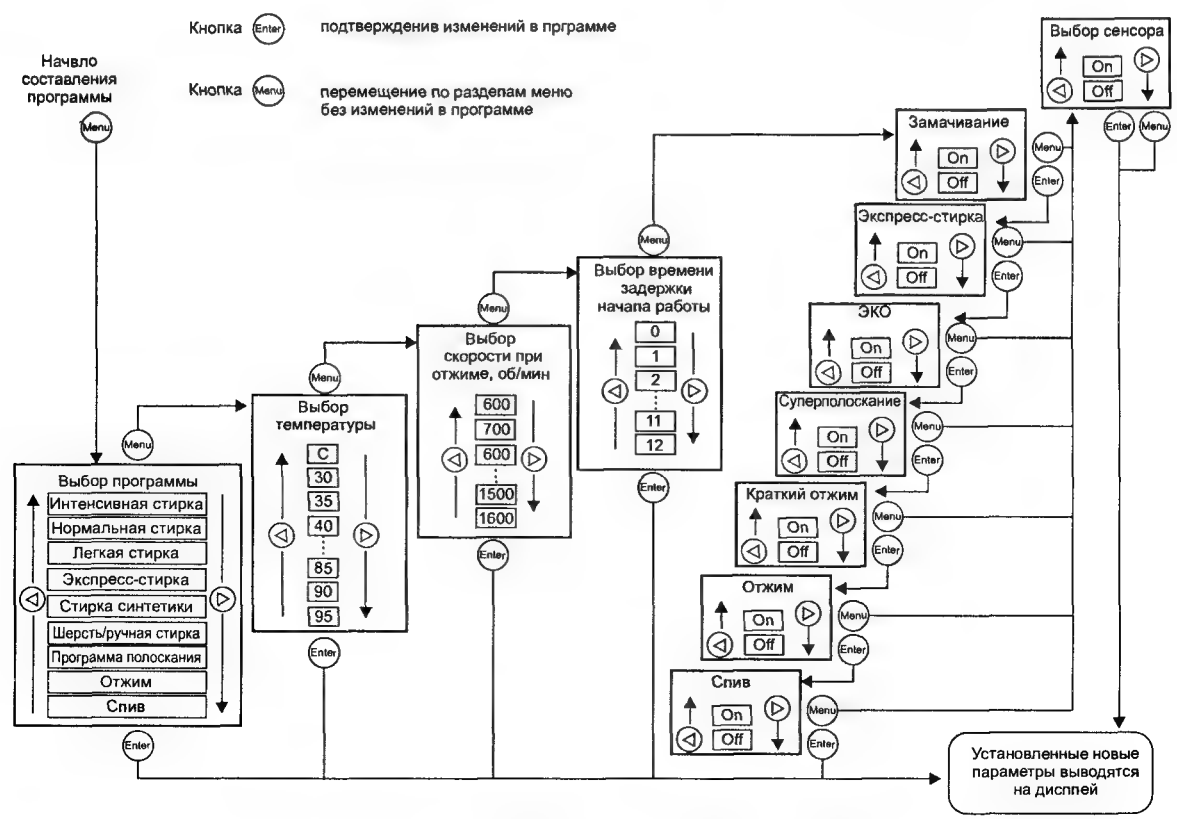 Кнопка Enter подтверждения изменений в прграмме
Кнопка Menu перемещение по разделам меню
без изменений в программе
Начвло
составления
программы
Menu
Выбор программы
Интенсивная стирка
Нормальная стирка
Легкая стирка
Экспресс-стирка
Стирка синтетики
Шерсть/ручная стирка
Программа полоскания
Отжим
Спив
Enter
Menu
Выбор
температуры
C
30
35
40
85
90
95
Enter
Menu
Выбор
скорости при
отжиме, об/мин
600
700
600
1500
1600
Enter
Menu
Выбор времени
задержки
начапа работы
0
1
2
11
12
Enter
Menu
Замачивание
On
Off
Menu
Enter
Экспресс-стирка
On
Off
Menu
Enter
ЭКО
On
Off
Menu
Enter
Суперполоскание
On
Off
Menu
Enter
Краткий отжим
On
Off
Menu
Enter
Отжим
On
Off
Menu
Enter
Спив
On
Off
Menu
Enter
Выбор сенсора
On
Off
Enter
Menu
Установленные новые
параметры выводятся
на дисппей